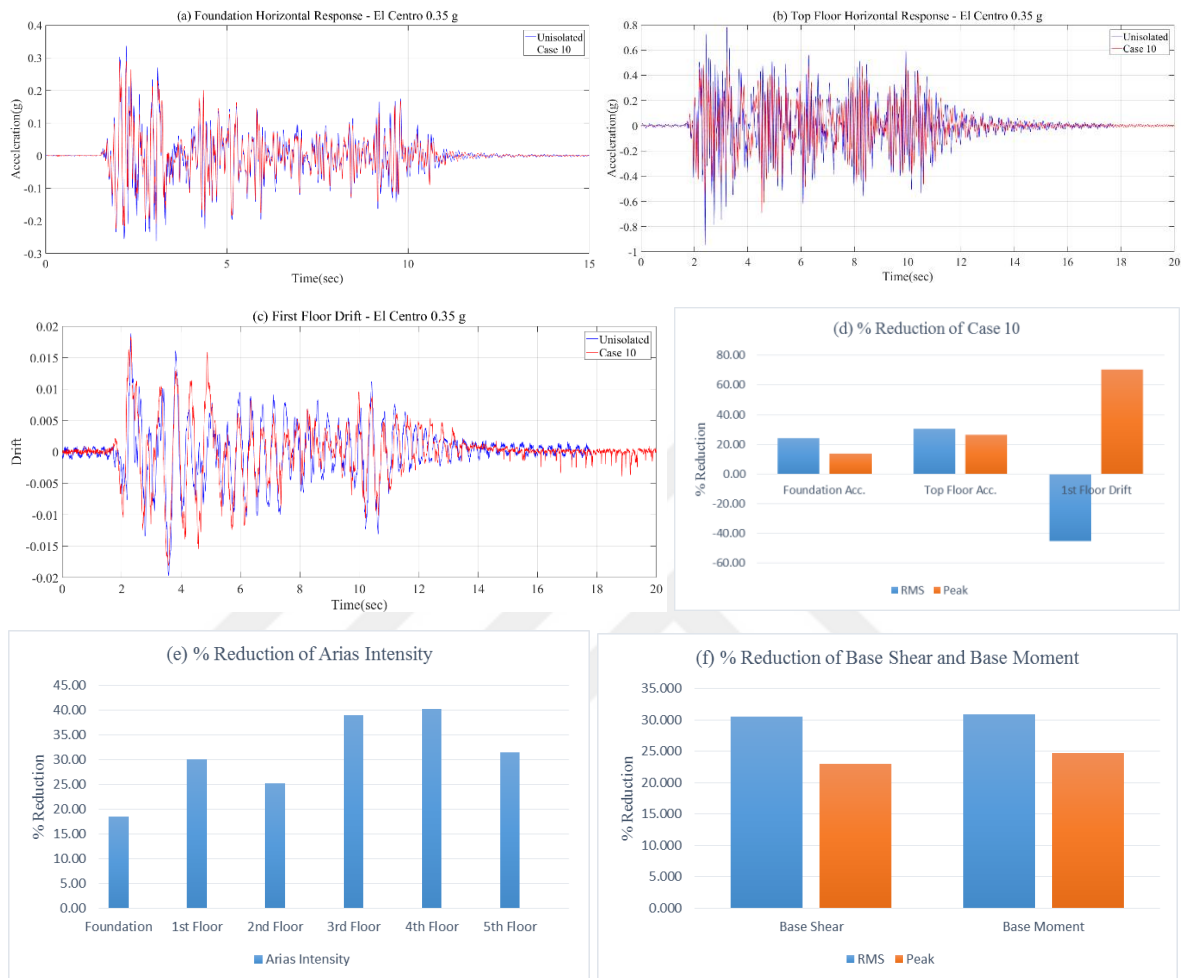 (a) Foundation Horizontal Response - El Centro 0.35 g
0.4
0.3
0.2
0.1
0
-0.1
-0.2
-0.3
Acceleration(g)
Unisolated
Case 10
0
5
10
15
Time(sec)
(b) Top Floor Horizontal Response - El Centro 0.35 g
0.8
0.6
0.4
0.2
0
-0.2
-0.4
-0.6
-0.8
-1
Acceleration(g)
Unisolated
Case 10
0
2
4
6
8
10
12
14
16
18
20
Time(sec)
(c) First Floor Drift - El Centro 0.35 g
0.02
0.015
0.01
0.005
0
-0.005
-0.01
-0.015
-0.02
Drift
Unisolated
Case 10
0
2
4
6
8
10
12
14
16
18
20
Time(sec)
(d) % Reduction of Case 10
80.00
60.00
40.00
20.00
0.00
-20.00
-40.00
-60.00
% Reduction
Foundation Acc.
Top Floor Acc.
1st Floor Drift
RMS
Peak
(e) % Reduction of Arias Intensity
45.00
40.00
35.00
30.00
25.00
20.00
15.00
10.00
5.00
0.00
% Reduction
Foundation
1st Floor
2nd Floor
3rd Floor
4th Floor
5th Floor
Arias Intensity
(f) % Reduction of Base Shear and Base Moment
35.000
30.000
25.000
20.000
15.000
10.000
5.000
0.000
% Reduction
Base Shear
Base Moment
RMS
Peak